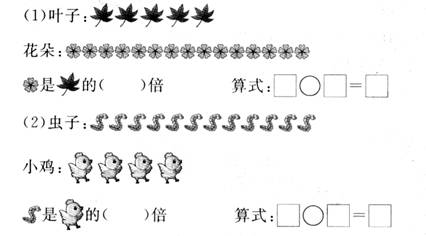 (1)叶子:
花朵:
是 的(  )倍 算式:□○□=□
(2)虫子:
小鸡:
是 的(  )倍 算式:□○□=□